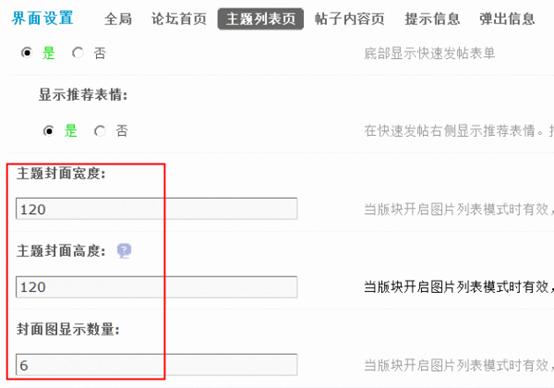 界面设置 全局 论坛首页 主题列表页 帖子内容页 提示信息 弹出信息
是 否 底部显示快速发帖表单
显示推荐表情:
是 否 在快速发帖右侧显示推荐表情。
主题封面宽度:
120 当版块开启图片列表模式时有效,
主题封面高度: ?
120 当版块开启图片列表模式时有效,
封面图显示数量:
6 当版块开启图片列表模式时有效,